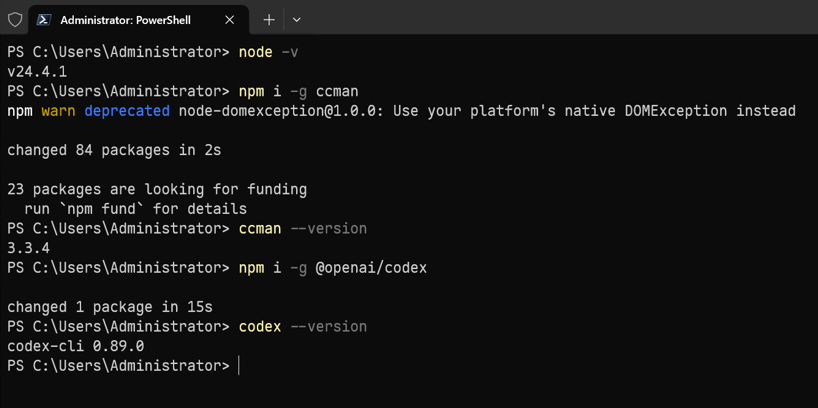 Administrator: PowerShell
PS C:\Users\Administrator> node -v
v24.4.1
PS C:\Users\Administrator> npm i -g ccman
npm warn deprecated node-domexception@1.0.0: Use your platform's native DOMException instead

changed 84 packages in 2s

23 packages are looking for funding
  run `npm fund` for details
PS C:\Users\Administrator> ccman --version
3.3.4
PS C:\Users\Administrator> npm i -g @openai/codex

changed 1 package in 15s
PS C:\Users\Administrator> codex --version
codex-cli 0.89.0
PS C:\Users\Administrator>